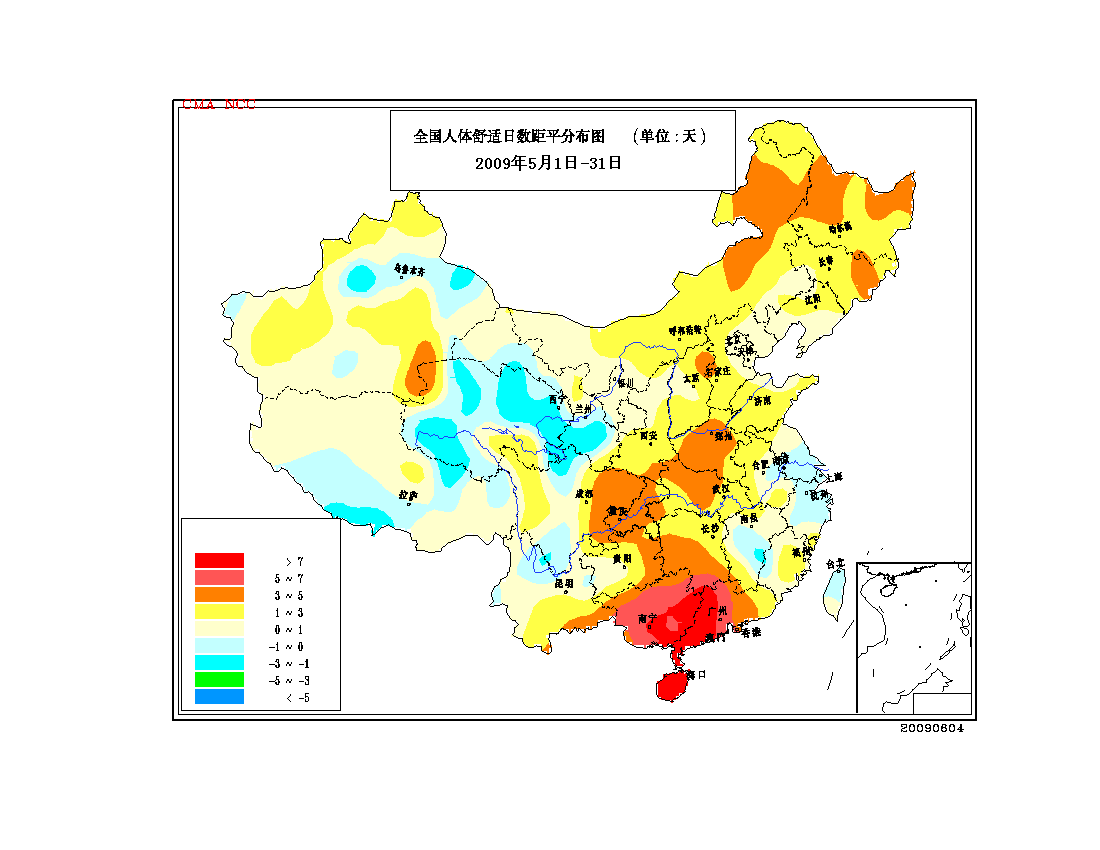 CMA NCC
全国人体舒适日数距平分布图 (单位:天)
2009年5月1日-31日
哈尔滨
长春
乌鲁木齐
沈阳
呼和浩特
北京
天津
石家庄
太原
银川
西宁
济南
兰州
西安
郑州
合肥
南京
上海
拉萨
成都
武汉
杭州
重庆
南昌
长沙
福州
贵阳
台北
昆明
南宁
州
澳门
香港
海口
> 7
5 ~ 7
3 ~ 5
1 ~ 3
0 ~ 1
-1 ~ 0
-3 ~ -1
-5 ~ -3
< -5
20090604